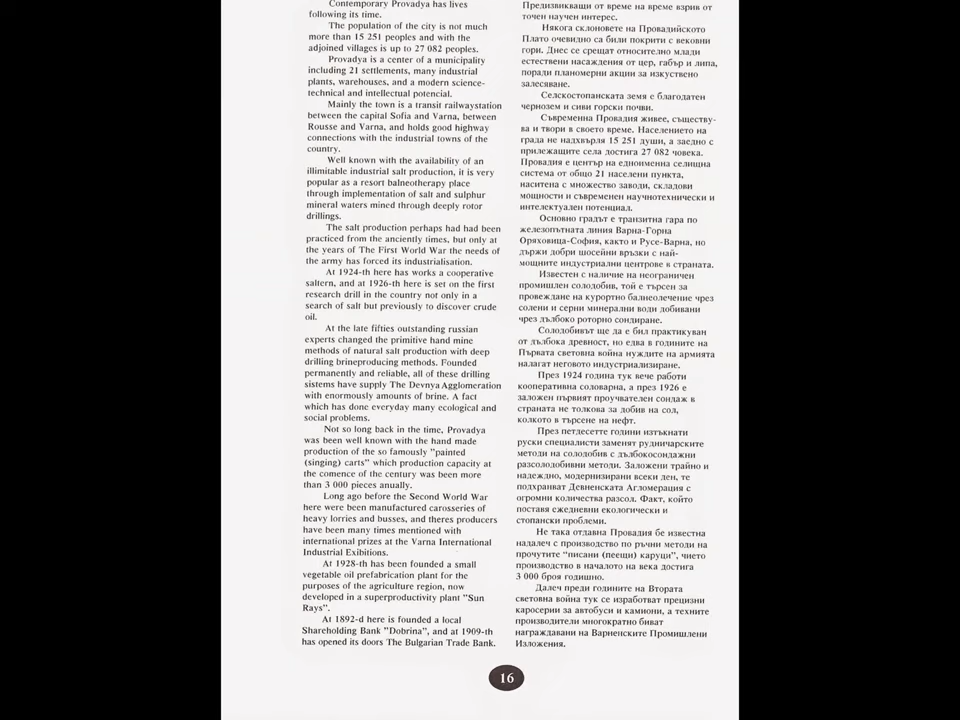 Contemporary Provadya has lives
following its time.
The population of the city is not much
more than 15 251 peoples and with the
adjoined villages is up to 27 082 peoples.
Provadya is a center of a municipality
including 21 settlements, many industrial
plants, warehouses, and a modern science-
technical and intellectual potencial.
Mainly the town is a transit railwaystation
between the capital Sofia and Varna, between
Rousse and Varna, and holds good highway
connections with the industrial towns of the
country.
Well known with the availability of an
illimitable industrial salt production, it is very
popular as a resort balneotherapy place
through implementation of salt and sulphur
mineral waters mined through deeply rotor
drillings.
The salt production perhaps had had been
practiced from the anciently times, but only at
the years of The First World War the needs of
the army has forced its industrialisation.
At 1924-th here has works a cooperative
saltern, and at 1926-th here is set on the first
research drill in the country not only in a
search of salt but previously to discover crude
oil.
At the late fifties outstanding russian
experts changed the primitive hand mine
methods of natural salt production with deep
drilling brineproducing methods. Founded
permanently and reliable, all of these drilling
sistems have supply The Devnya Agglomeration
with enormously amounts of brine. A fact
which has done everyday many ecological and
social problems.
Not so long back in the time, Provadya
was been well known with the hand made
production of the so famously "painted
(singing) carts" which production capacity at
the comence of the century was been more
than 3 000 pieces anually.
Long ago before the Second World War
here were been manufactured carosseries of
heavy lorries and busses, and theres producers
have been many times mentioned with
international prizes at the Varna International
Industrial Exibitions.
At 1928-th has been founded a small
vegetable oil prefabrication plant for the
purposes of the agriculture region, now
developed in a superproductivity plant "Sun
Rays".
At 1892-d here is founded a local
Shareholding Bank "Dobrina", and at 1909-th
has opened its doors The Bulgarian Trade Bank.
Предизвикващи от време на време взрив от
точен научен интерес.
Някога склоновете на Провадийското
Плато очевидно са били покрити с вековни
гори. Днес се срещат относително млади
естествени насаждения от цер, габър и липа,
поради планомерни акции за изкуствено
залесяване.
Селскостопанската земя е благодатен
чернозем и сиви горски почви.
Съвременна Провадия живее, съществу-
ва и твори в своето време. Населението на
града не надхвърля 15 251 души, а заедно с
прилежащите села достига 27 082 човека.
Провадия е център на едноименна селищна
система от общо 21 населени пункта,
наситена с множество заводи, складови
мощности и съвременен научнотехнически и
интелектуален потенциал.
Основно градът е транзитна гара по
железопътната линия Варна-Горна
Оряховица-София, както и Русе-Варна, но
държи добри шосейни връзки с най-
мощните индустриални центрове в страната.
Известен с наличие на неограничен
промишлен солодобив, той е търсен за
провеждане на курортно балнеолечение чрез
солени и серни минерални води добивани
чрез дълбоко роторно сондиране.
Солодобивът ще да е бил практикуван
от дълбока древност, но едва в годините на
Първата световна война нуждите на армията
налагат неговото индустриализиране.
През 1924 година тук вече работи
кооперативна соловарна, а през 1926 е
заложен първият проучвателен сондаж в
страната не толкова за добив на сол,
колкото в търсене на нефт.
През петдесетте години изтъкнати
руски специалисти заменят рудничарските
методи на солодобив с дълбокосондажни
разсолодобивни методи. Заложени трайно и
надеждно, модернизирани всеки ден, те
подхранват Девненската Агломерация с
огромни количества разсол. Факт, който
поставя ежедневни екологически и
стопански проблеми.
Не така отдавна Провадия бе известна
надалеч с производство по ръчни методи на
прочутите "писани (пеещи) каруци", чието
производство в началото на века достига
3 000 броя годишно.
Далеч преди годините на Втората
световна война тук се изработват прецизни
каросерии за автобуси и камиони, а техните
производители многократно биват
награждавани на Варненските Промишлени
Изложения.
16